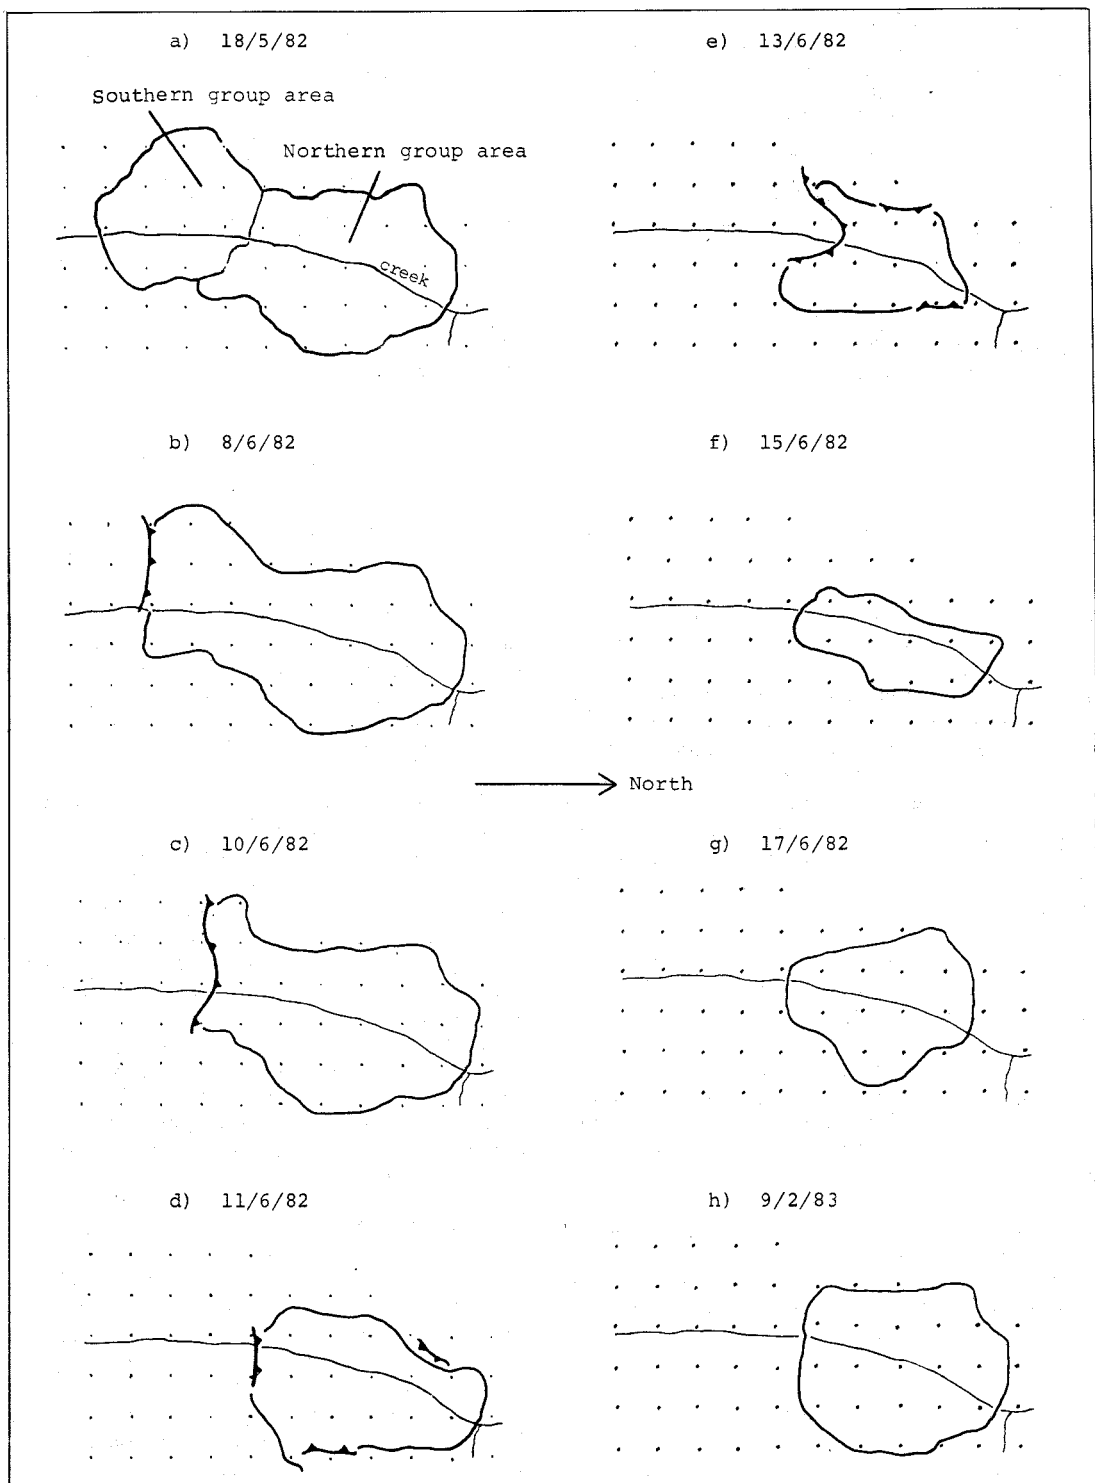 a) 18/5/82
Southern group area
Northern group area
creek
b) 8/6/82
c) 10/6/82
d) 11/6/82
e) 13/6/82
f) 15/6/82
North
g) 17/6/82
h) 9/2/83